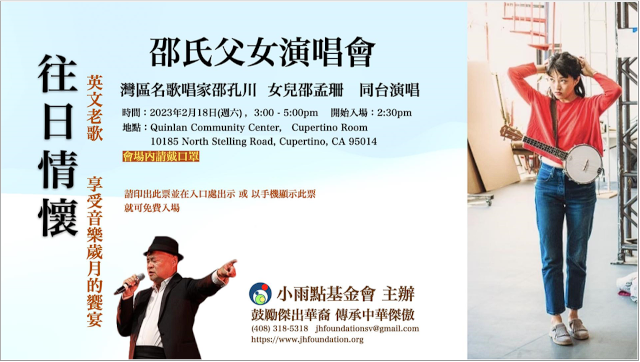 往日情懷
英文老歌 享受音樂歲月的饗宴
邵氏父女演唱會
灣區名歌唱家邵孔川 女兒邵孟珊 同台演唱
時間：2023年2月18日(週六)，3:00 - 5:00pm 開始入場：2:30pm
地點：Quinlan Community Center, Cupertino Room
10185 North Stelling Road, Cupertino, CA 95014
會場內請戴口罩
請印出此票並在入口處出示 或 以手機顯示此票
就可免費入場
小雨點基金會 主辦
鼓勵傑出華裔 傳承中華傑傲
(408) 318-5318 jhfoundationsv@gmail.com
https://www.jhfoundation.org